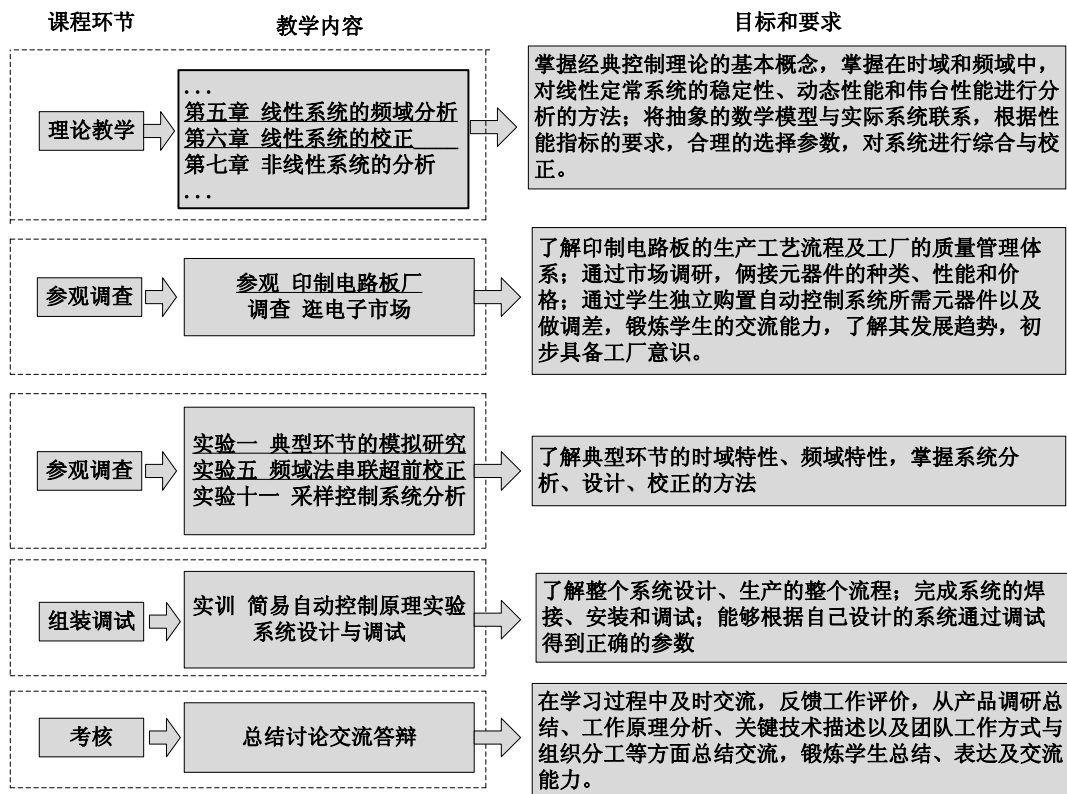 课程环节
教学内容
目标和要求
理论教学
...
第五章 线性系统的频域分析
第六章 线性系统的校正
第七章 非线性系统的分析
...
掌握经典控制理论的基本概念，掌握在时域和频域中，
对线性定常系统的稳定性、动态性能和伟台性能进行分
析的方法；将抽象的数学模型与实际系统联系，根据性
能指标的要求，合理的选择参数，对系统进行综合与校
正。
参观调查
参观 印制电路板厂
调查 逛电子市场
了解印制电路板的生产工艺流程及工厂的质量管理体
系；通过市场调研，俩接元器件的种类、性能和价
格；通过学生独立购置自动控制系统所需元器件以及
做调差，锻炼学生的交流能力，了解其发展趋势，初
步具备工厂意识。
参观调查
实验一 典型环节的模拟研究
实验五 频域法串联超前校正
实验十一 采样控制系统分析
了解典型环节的时域特性、频域特性，掌握系统分
析、设计、校正的方法
组装调试
实训 简易自动控制原理实验
系统设计与调试
了解整个系统设计、生产的整个流程；完成系统的焊
接、安装和调试；能够根据自己设计的系统通过调试
得到正确的参数
考核
总结讨论交流答辩
在学习过程中及时交流，反馈工作评价，从产品调研总
结、工作原理分析、关键技术描述以及团队工作方式与
组织分工等方面总结交流，锻炼学生总结、表达及交流
能力。